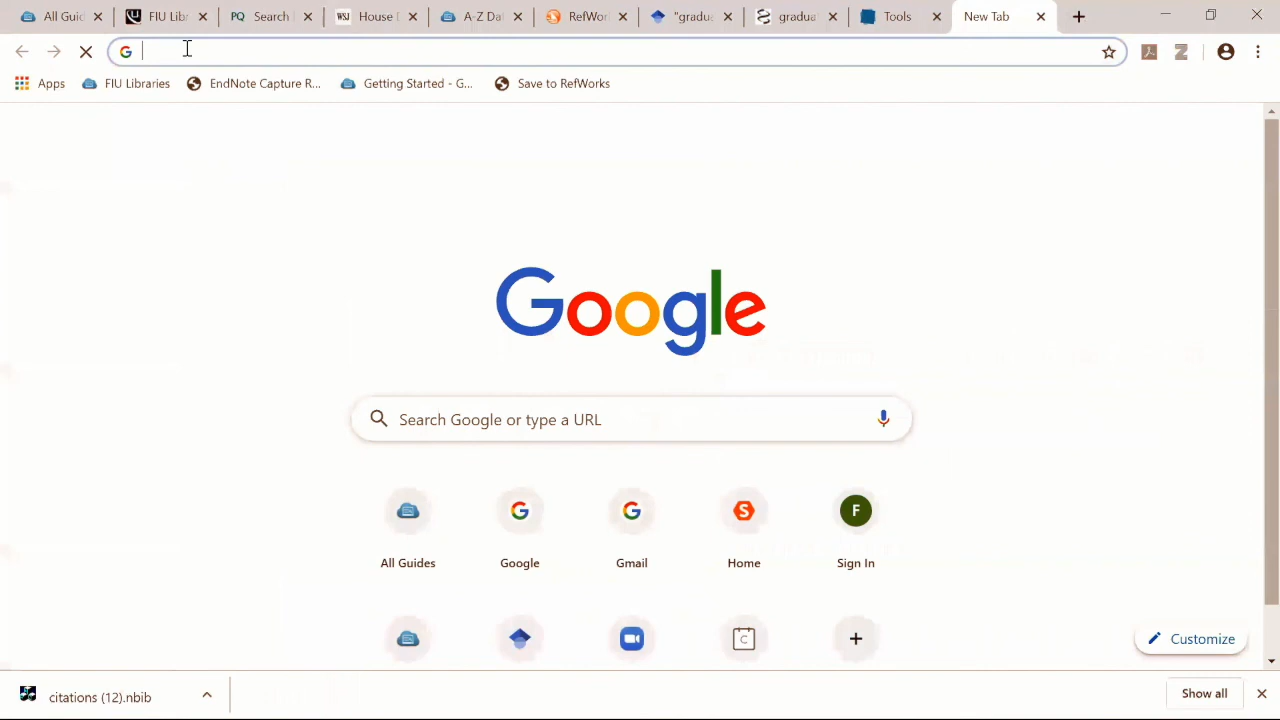 All Guid
FIU Libr
PQ Search
WSJ House D
A-Z Dat
RefWor
"gradu
graduat
Tools
New Tab
G
Apps
FIU Libraries
EndNote Capture R...
Getting Started - G...
Save to RefWorks
Google
Search Google or type a URL
All Guides
Google
Gmail
Home
Sign In
Customize
citations (12).nbib
Show all